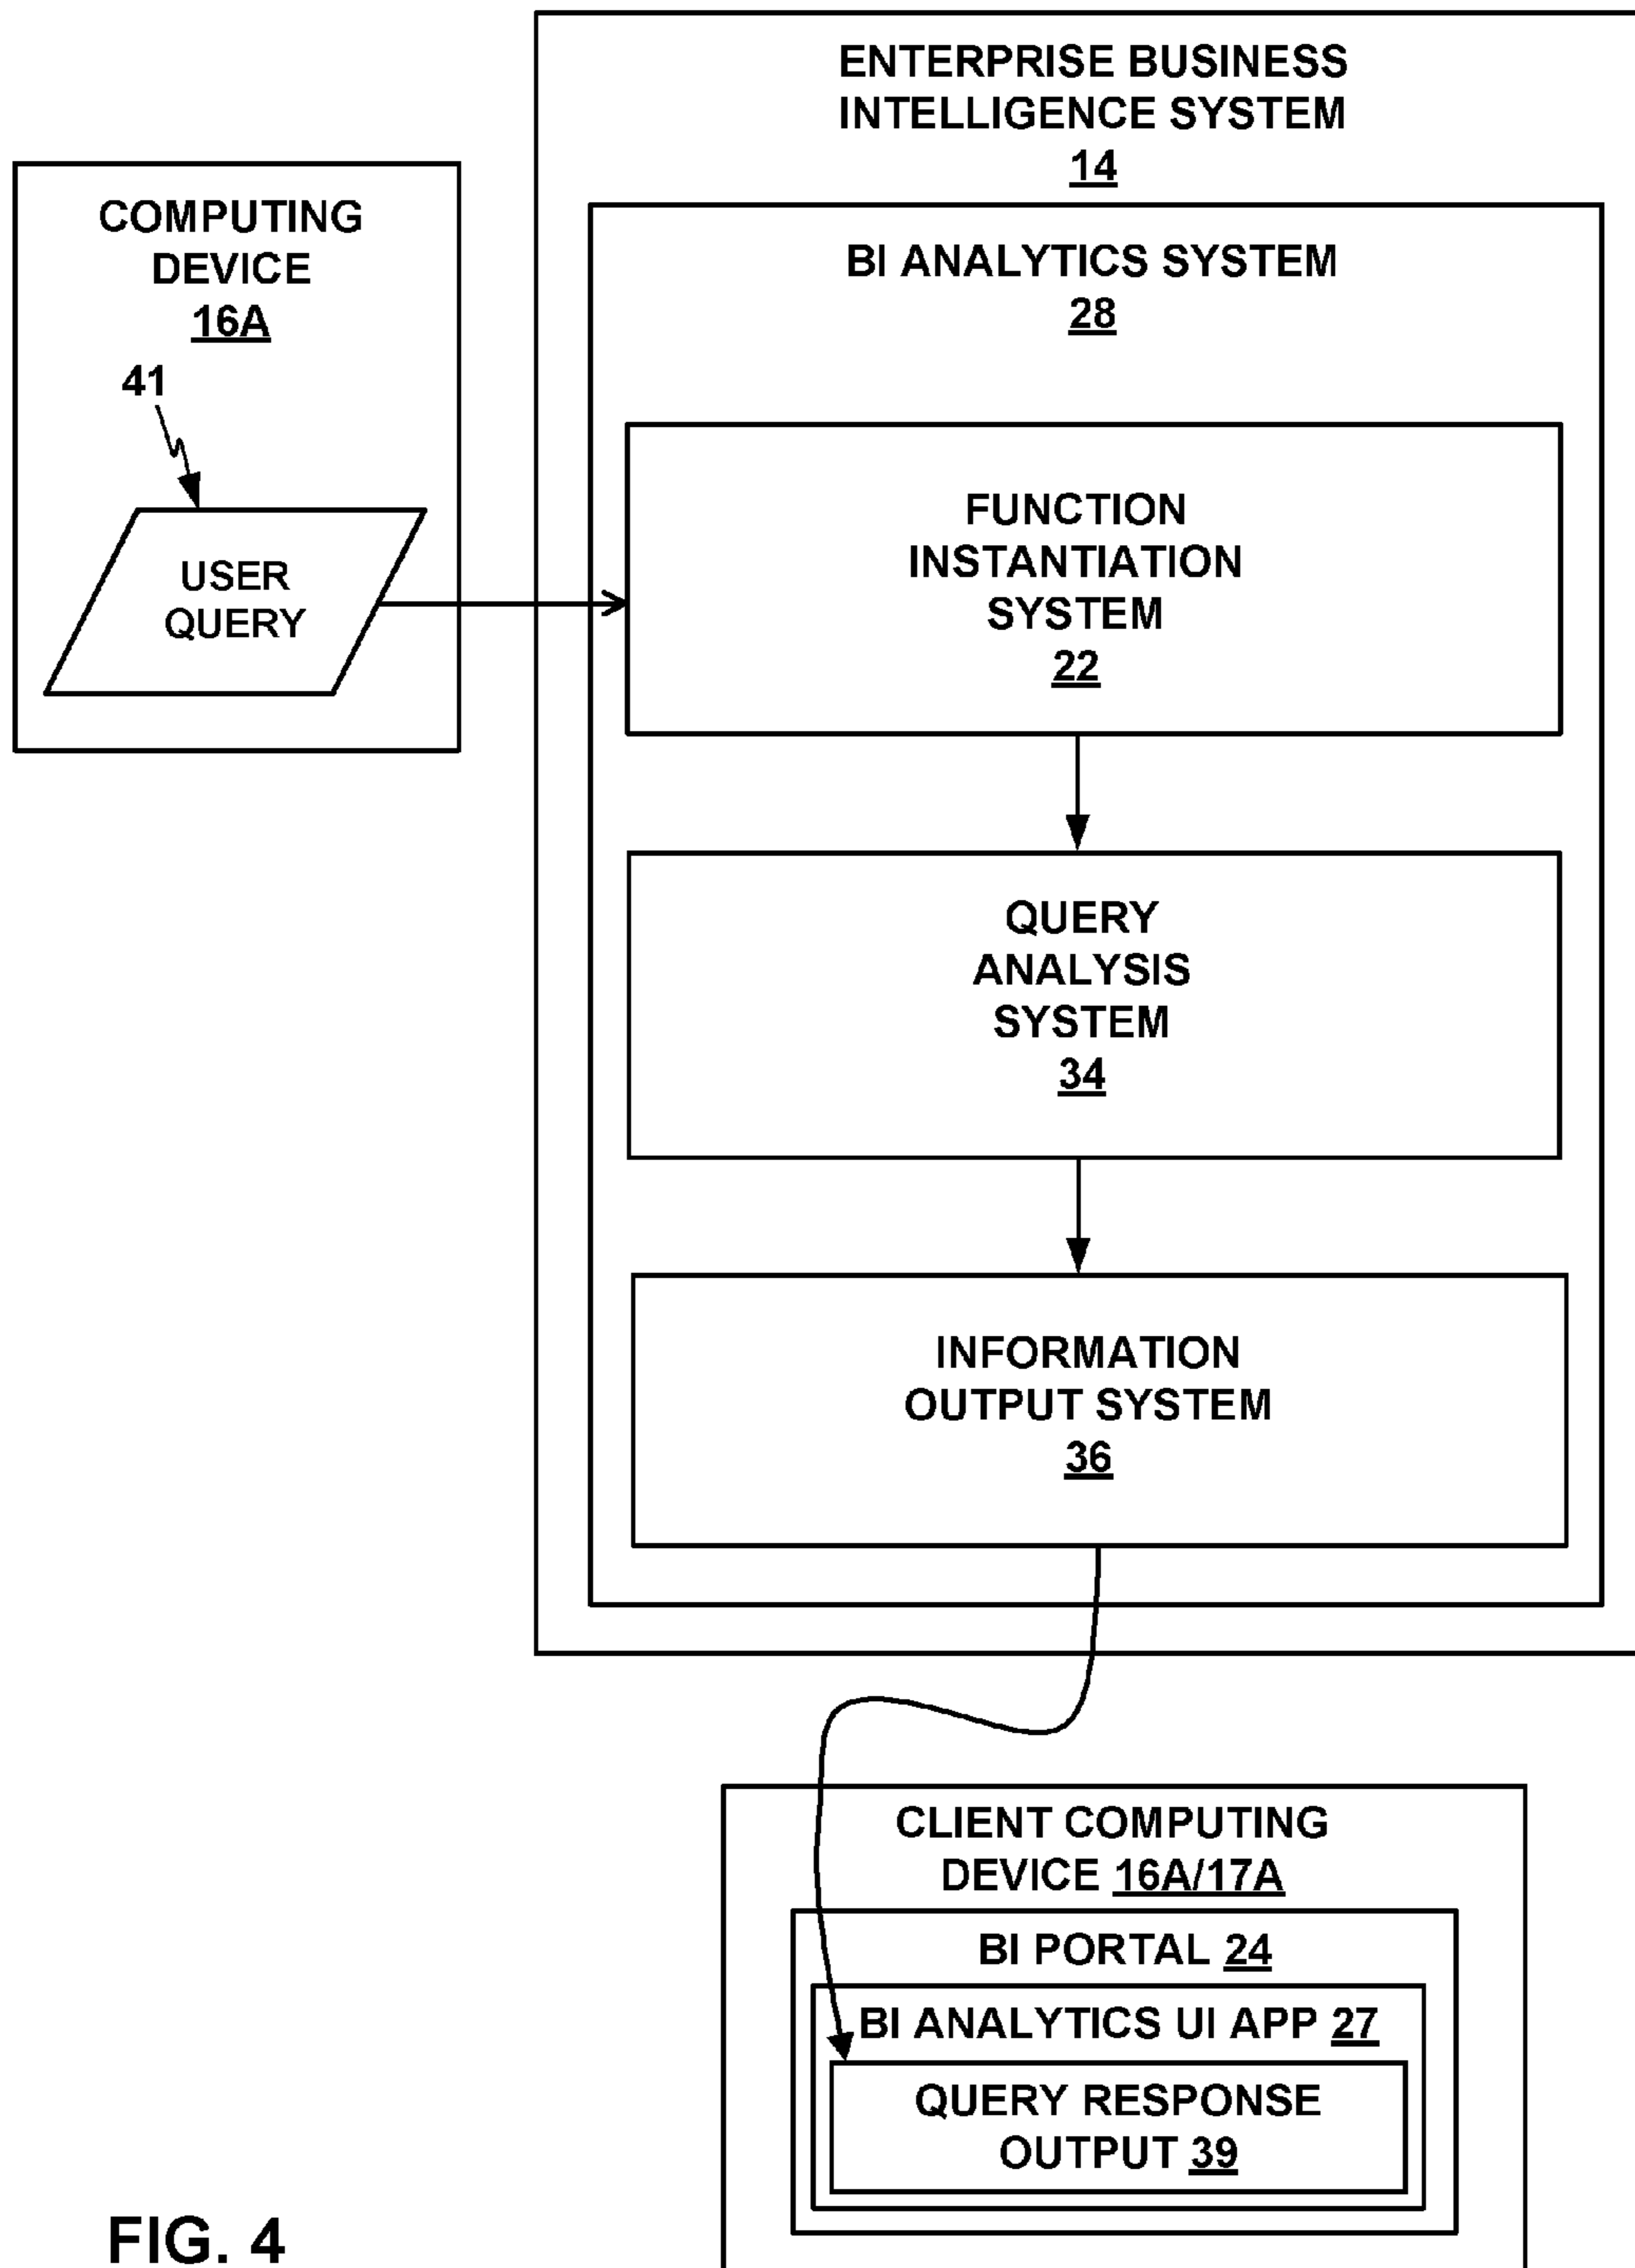 ENTERPRISE BUSINESS
INTELLIGENCE SYSTEM
14
COMPUTING
DEVICE
16A
41
USER
QUERY
BI ANALYTICS SYSTEM
28
FUNCTION
INSTANTIATION
SYSTEM
22
QUERY
ANALYSIS
SYSTEM
34
INFORMATION
OUTPUT SYSTEM
36
CLIENT COMPUTING
DEVICE 16A/17A
BI PORTAL 24
BI ANALYTICS UI APP 27
QUERY RESPONSE
OUTPUT 39
FIG. 4